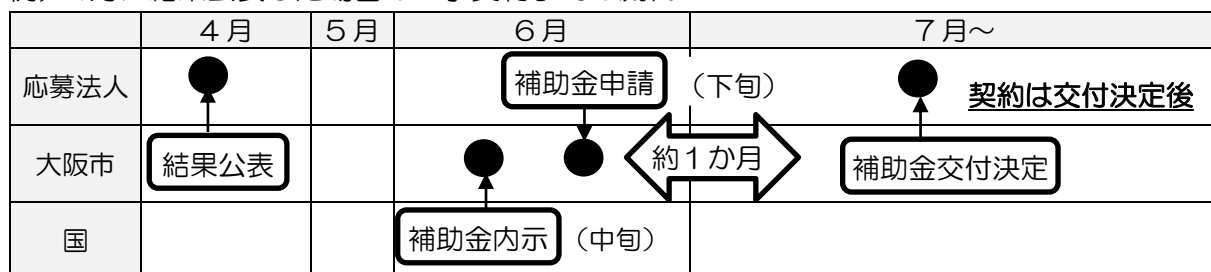 4月 5月 6月 7月～
応募法人 補助金申請 （下旬） 契約は交付決定後
大阪市 結果公表 約1か月 補助金交付決定
国 補助金内示 （中旬）